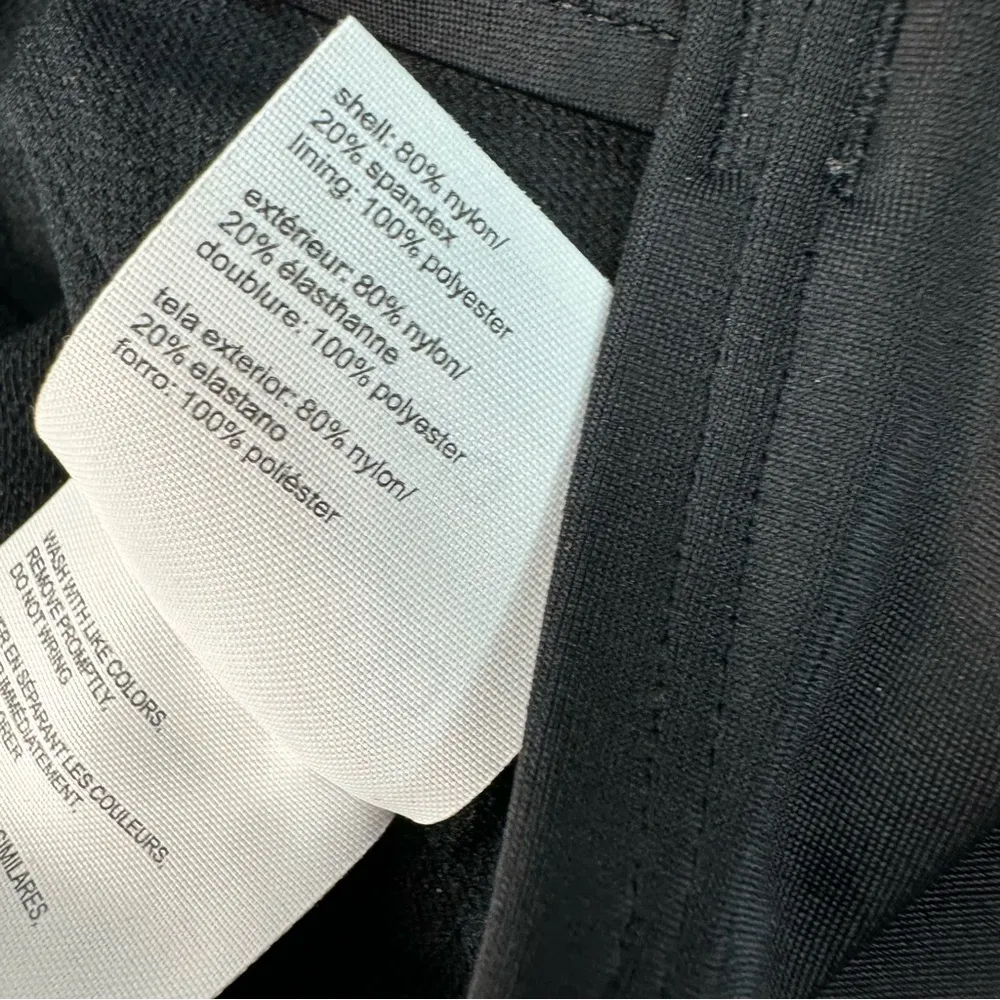 shell: 80% nylon/
20% spandex
lining: 100% polyester
extérieur: 80% nylon/
20% élasthanne
doublure: 100% polyester
tela exterior: 80% nylon/
20% elastano
forro: 100% poliéster
WASH WITH LIKE COLORS,
REMOVE PROMPTLY,
DO NOT WRING
EN SÉPARANT LES COULEURS,
IMMÉDIATEMENT,
SIMILARES,